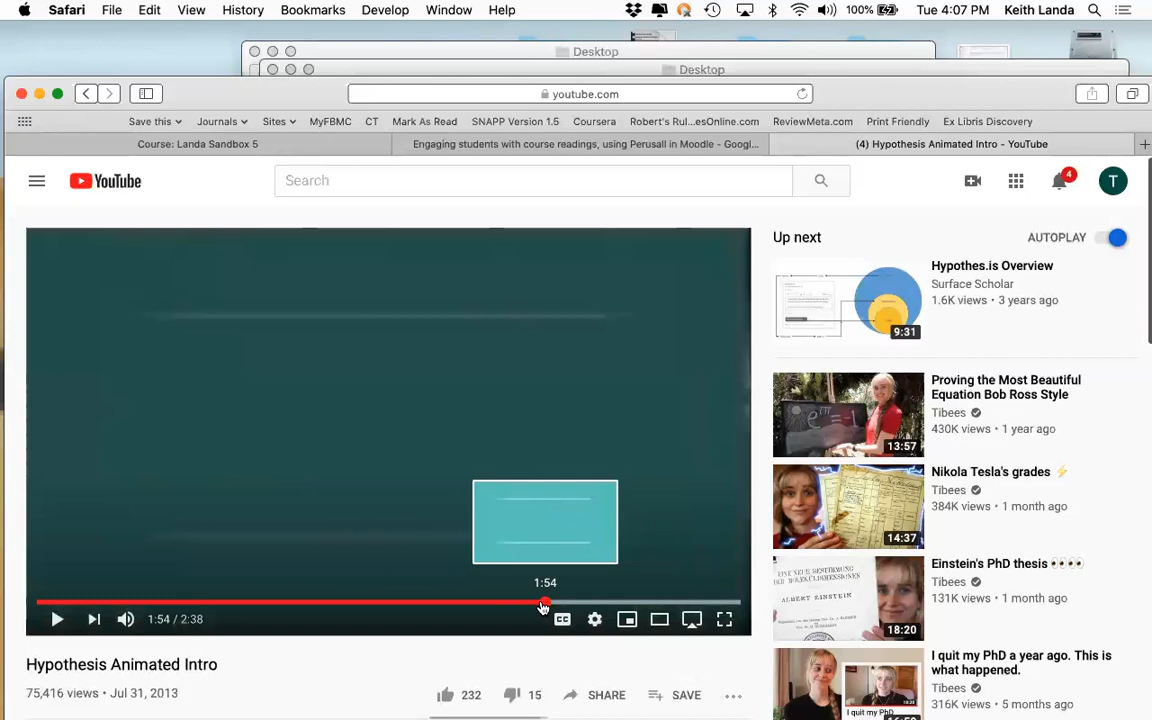 Safari File Edit View History Bookmarks Develop Window Help 100% Tue 4:07 PM Keith Landa
Desktop
Desktop
youtube.com
Save this Journals Sites MyFBMC CT Mark As Read SNAPP Version 1.5 Coursera Robert's Rul...esOnline.com ReviewMeta.com Print Friendly Ex Libris Discovery
Course: Landa Sandbox 5 Engaging students with course readings, using Perusall in Moodle - Googl... (4) Hypothesis Animated Intro - YouTube
YouTube Search 4 T
Up next AUTOPLAY
Hypothes.is Overview
Surface Scholar
1.6K views • 3 years ago
9:31
Proving the Most Beautiful
Equation Bob Ross Style
Tibees
430K views • 1 year ago
13:57
Nikola Tesla's grades ⚡
Tibees
384K views • 1 month ago
14:37
Einstein's PhD thesis 👀👀
Tibees
131K views • 1 month ago
ALBERT EINSTEIN
18:20
I quit my PhD a year ago. This is
what happened.
Tibees
316K views • 5 months ago
I quit my PhD
1:54
1:54 / 2:38 CC
Hypothesis Animated Intro
75,416 views • Jul 31, 2013 232 15 SHARE SAVE